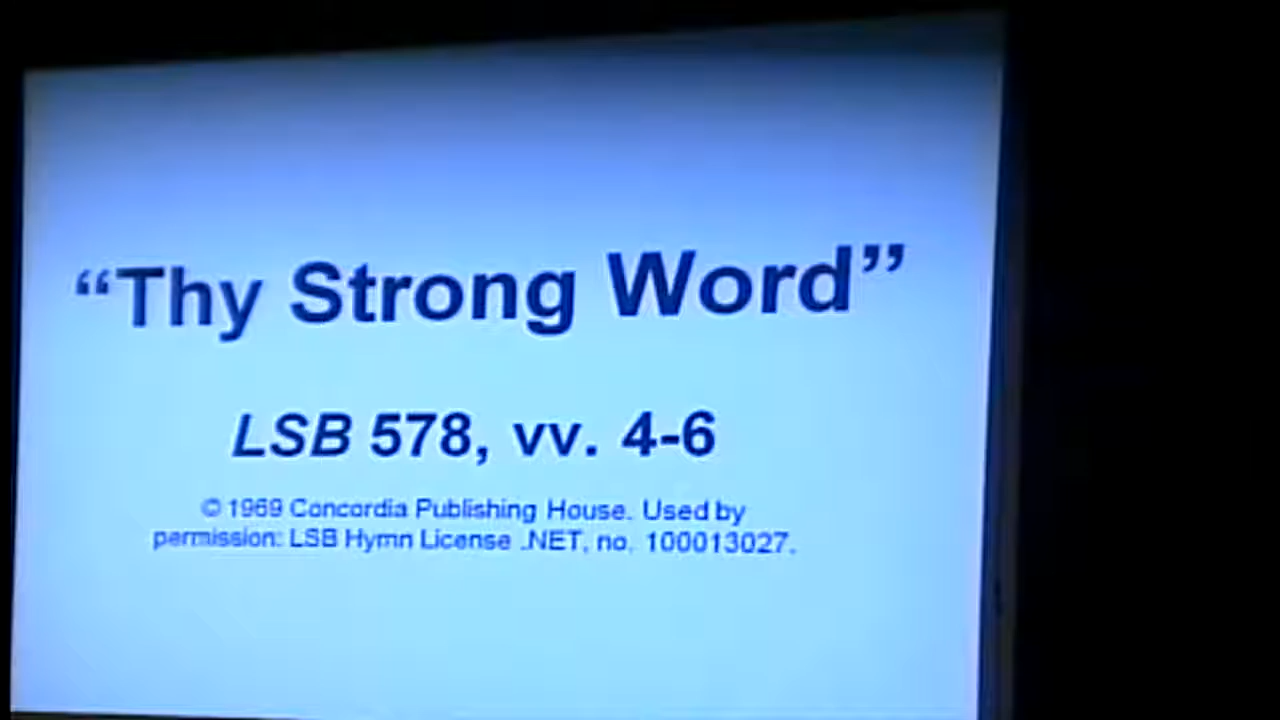 “Thy Strong Word”
LSB 578, vv. 4-6
© 1969 Concordia Publishing House. Used by
permission: LSB Hymn License .NET, no. 100013027.